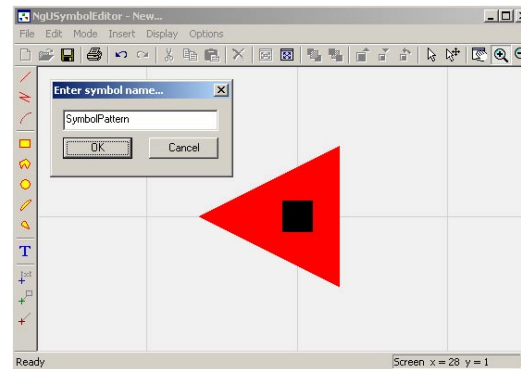 NgUSymbolEditor - New...
File Edit Mode Insert Display Options
Enter symbol name...
SymbolPattern
OK Cancel
T
Ready Screen x = 28 y = 1